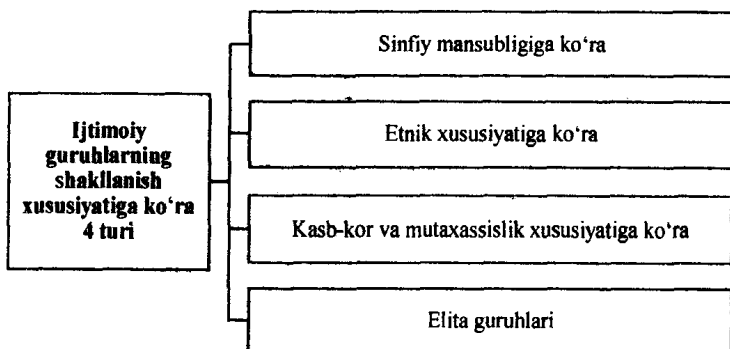 Ijtimoiy
guruhlarning
shakllanish
xususiyatiga ko‘ra
4 turi
Sinfiy mansubligiga ko‘ra
Etnik xususiyatiga ko‘ra
Kasb-kor va mutaxassislik xususiyatiga ko‘ra
Elita guruhlari